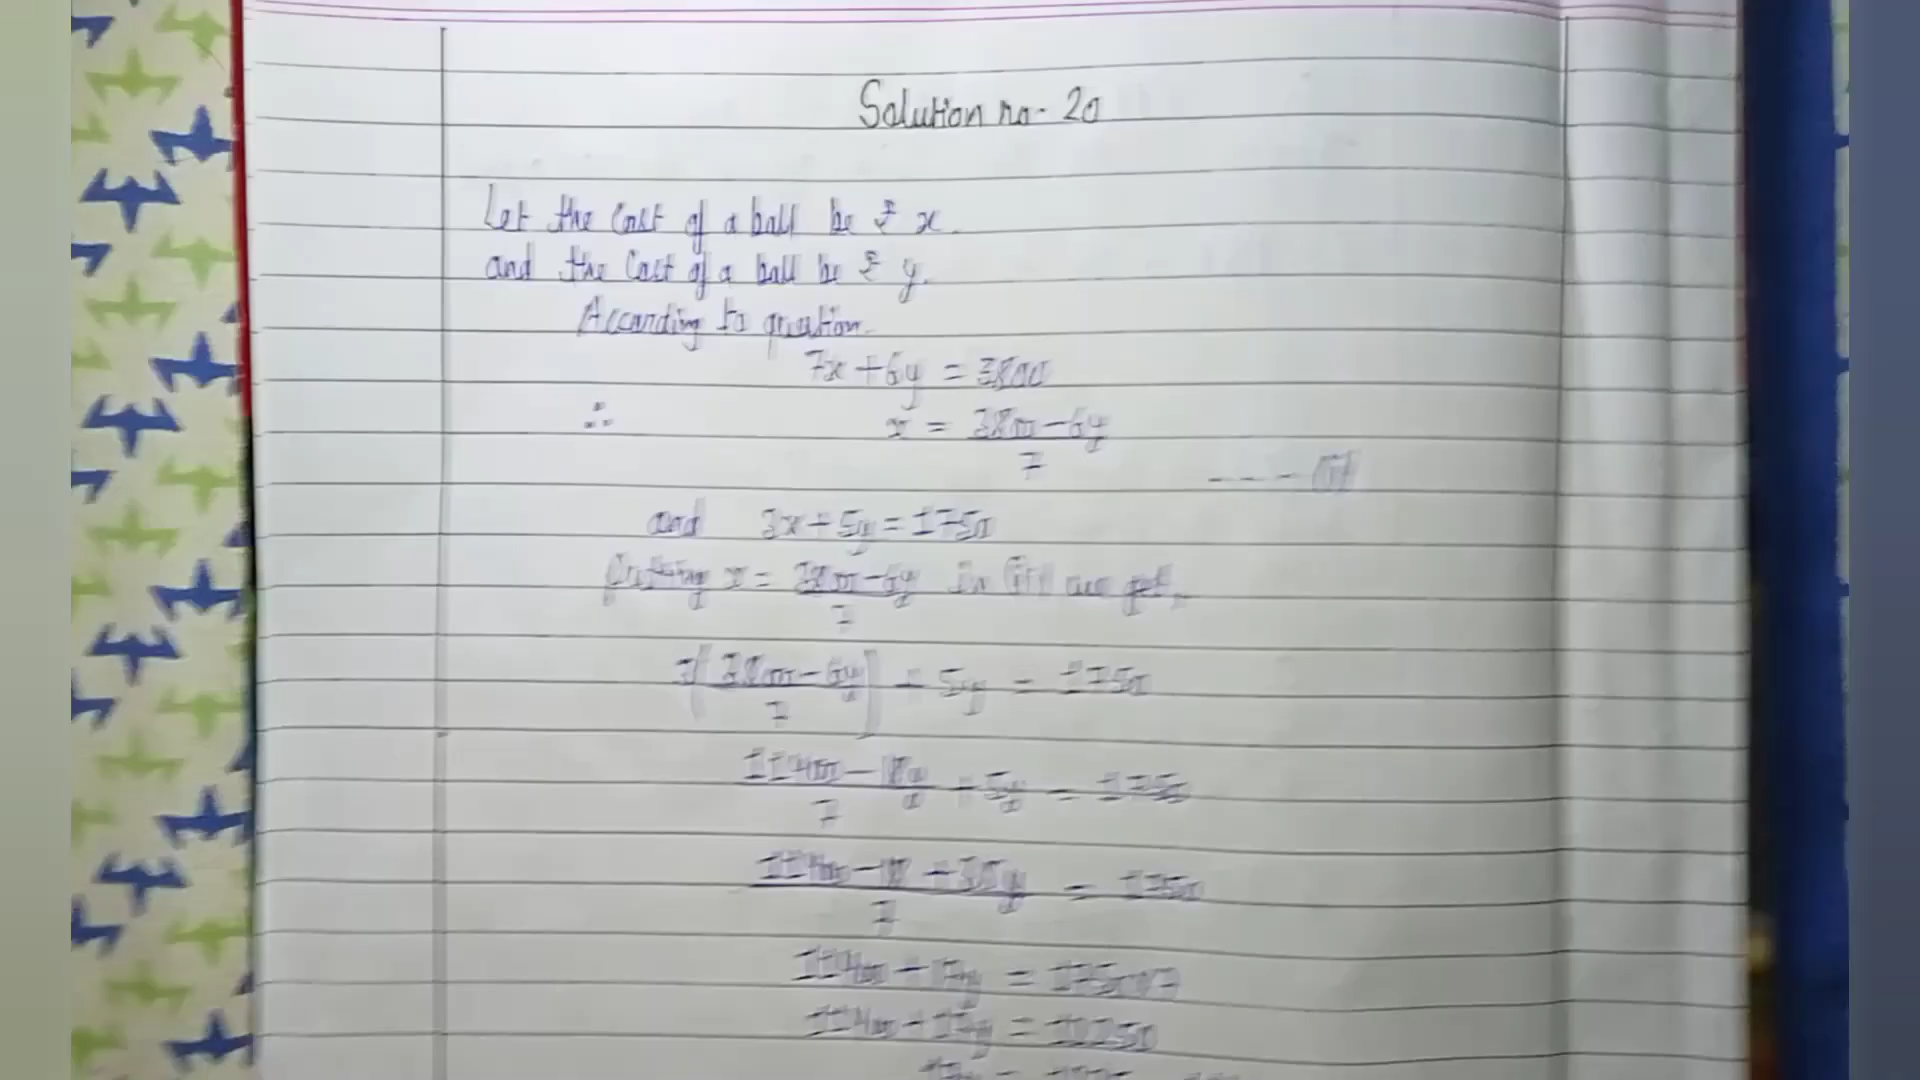 Solution no- 20
Let the Cost of a ball be ₹ x.
and the Cost of a ball be ₹ y.
According to question.
7x + 6y = 3800
∴ x = 3800 - 6y
7
and 3x + 5y = 1750
putting x = 3800 - 6y in (ii) we get,
7
3(3800 - 6y) + 5y = 1750
7
11400 - 18y + 5y = 1750
7
11400 - 18 + 35y = 1750
7
11400 + 17y = 1750×7
11400 + 17y = 12250